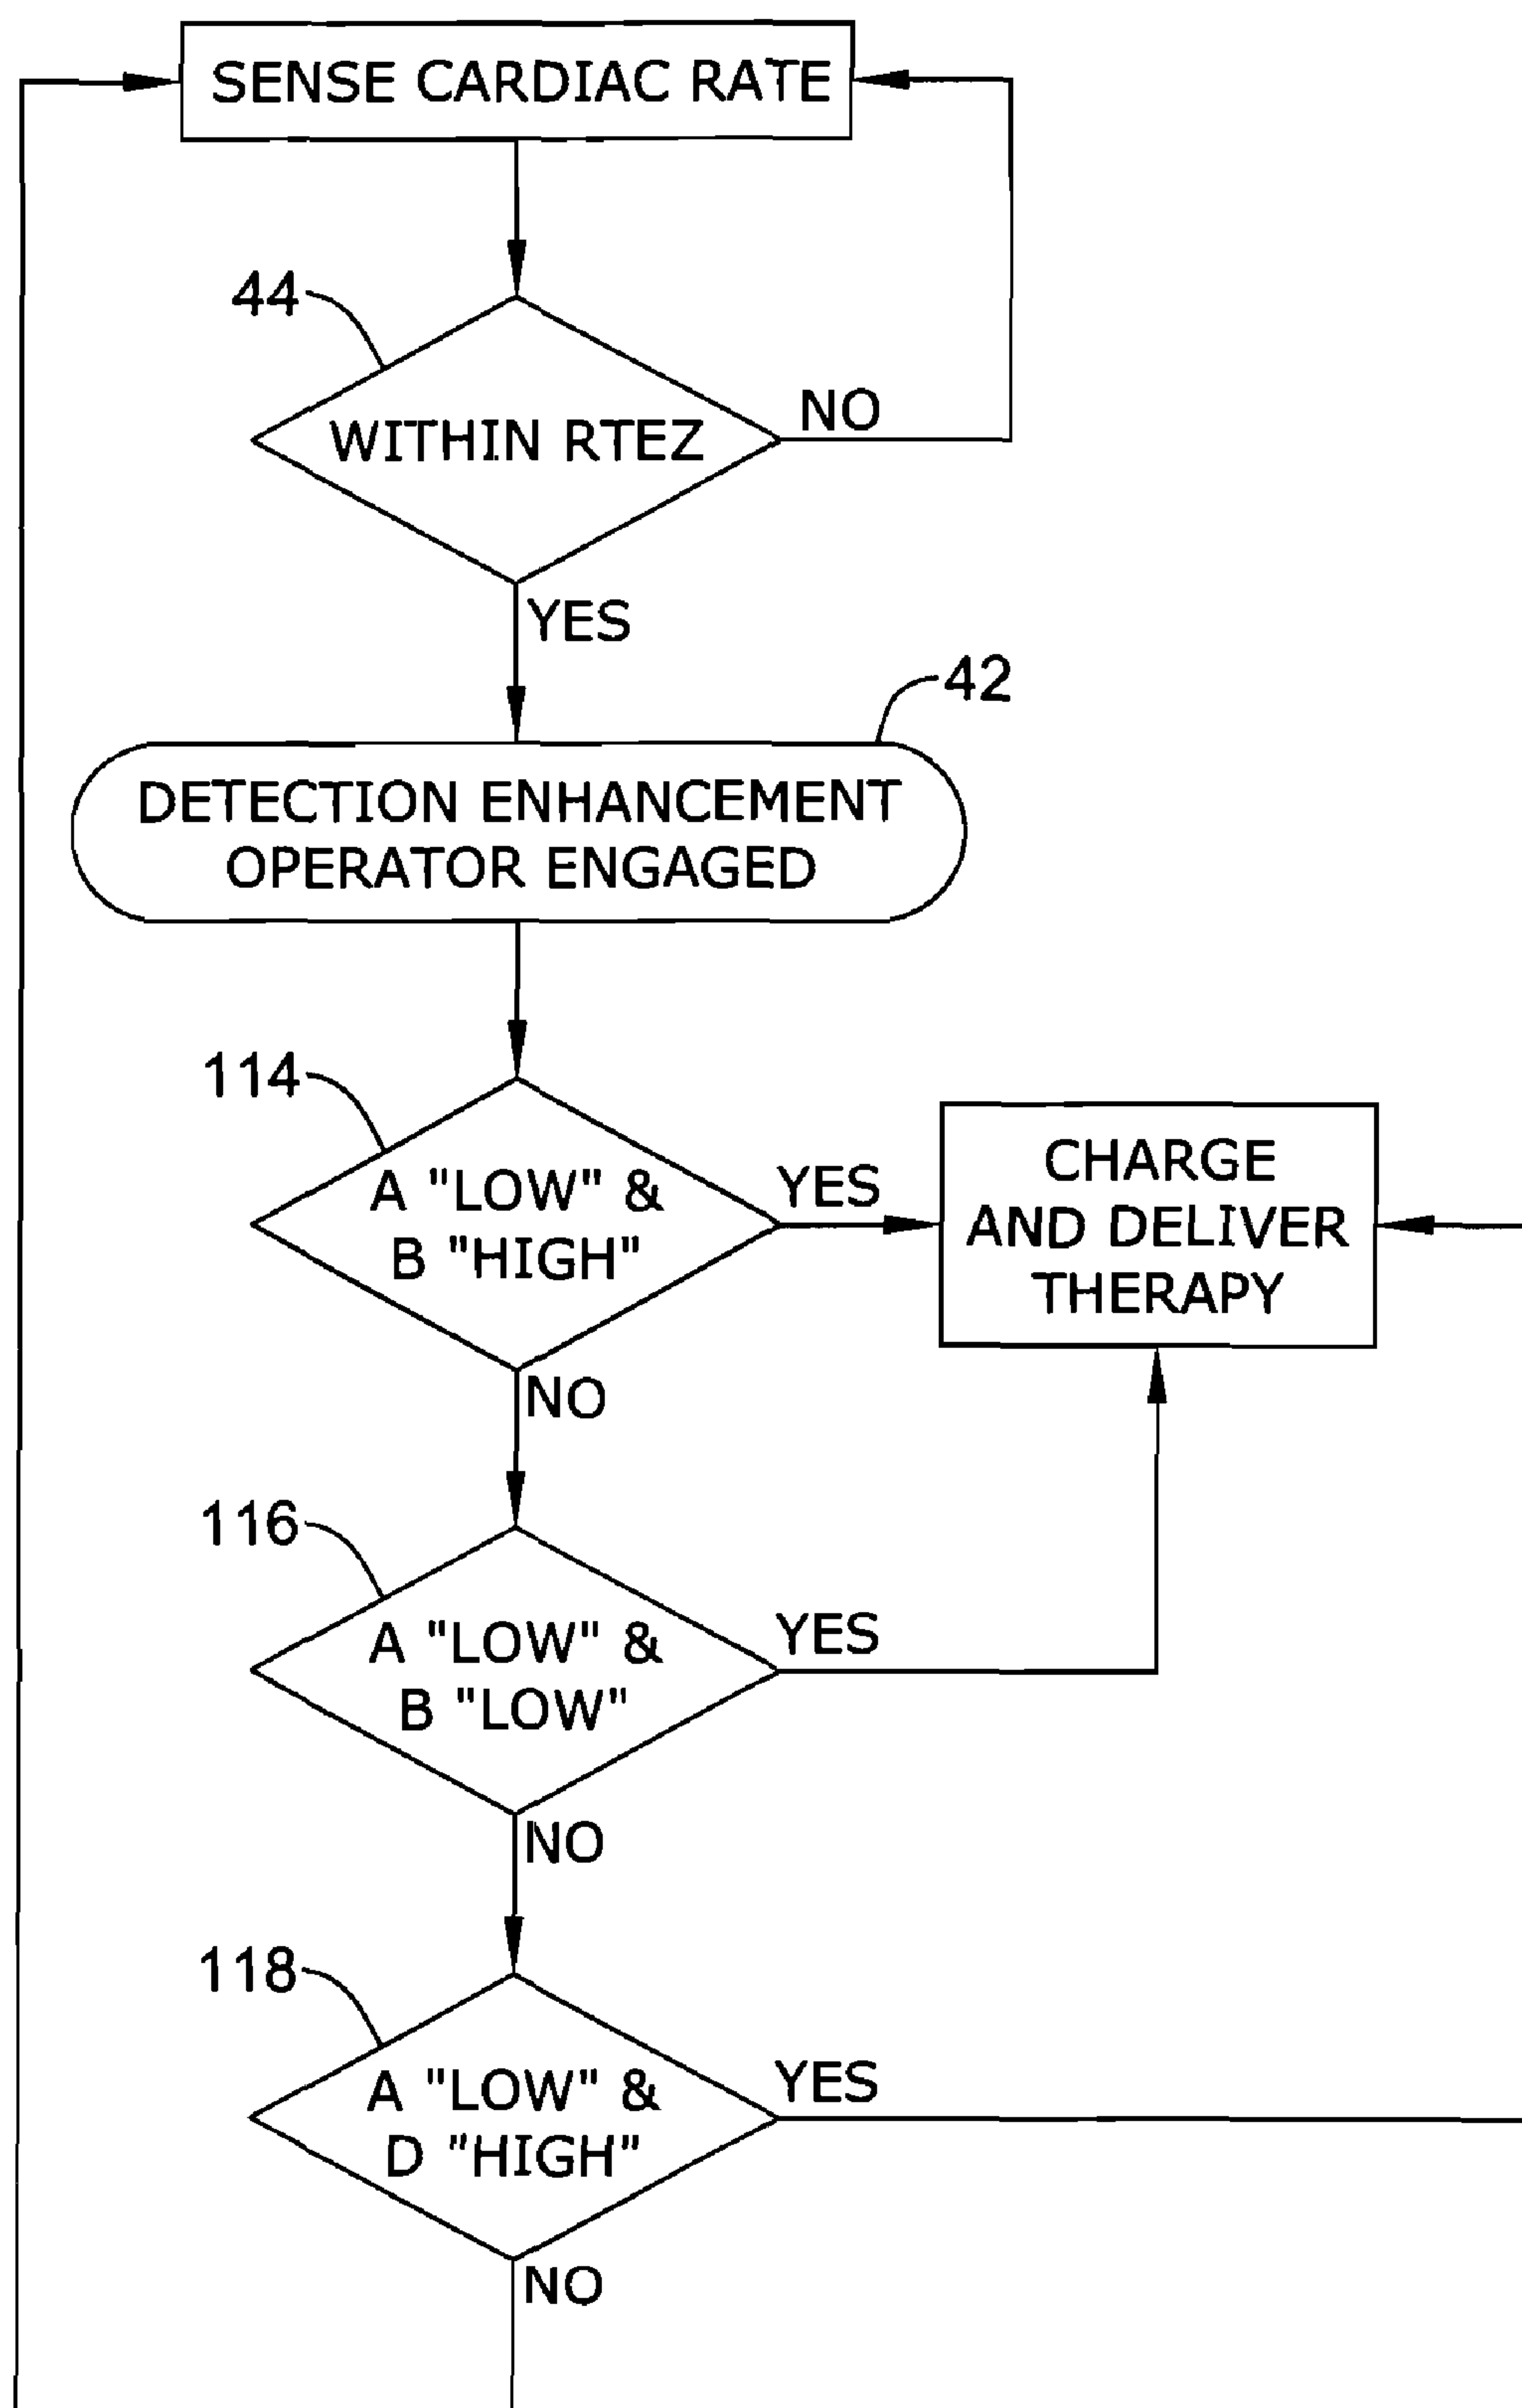 SENSE CARDIAC RATE
44
WITHIN RTEZ
NO
YES
42
DETECTION ENHANCEMENT
OPERATOR ENGAGED
114
A "LOW" &
B "HIGH"
YES
CHARGE
AND DELIVER
THERAPY
NO
116
A "LOW" &
B "LOW"
YES
NO
118
A "LOW" &
D "HIGH"
YES
NO